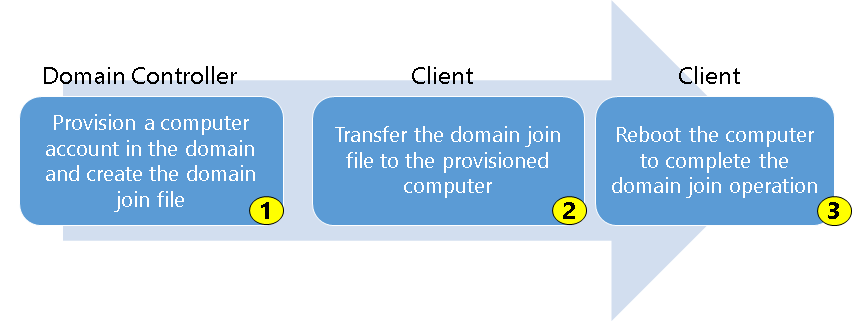 Domain Controller
Provision a computer
account in the domain
and create the domain
join file
1
Client
Transfer the domain join
file to the provisioned
computer
2
Client
Reboot the computer
to complete the
domain join operation
3